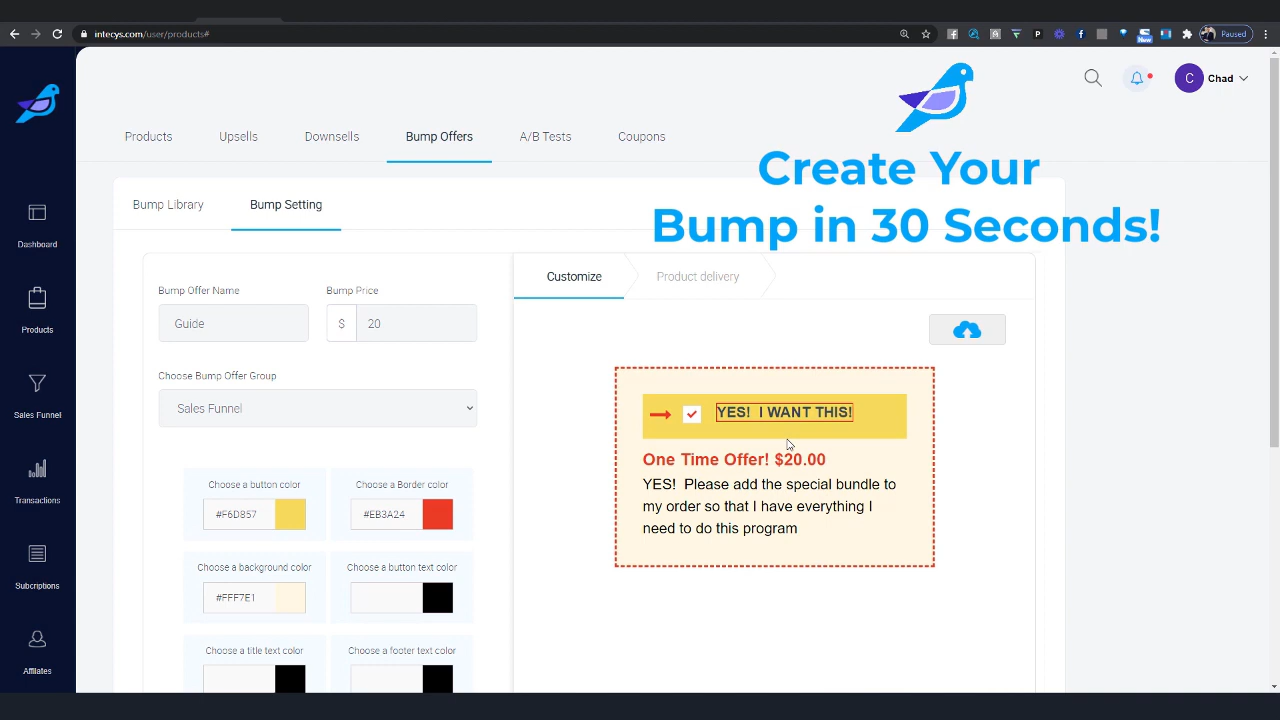 intecys.com/user/products#
New
Paused
C
Chad
Products
Upsells
Downsells
Bump Offers
A/B Tests
Coupons
Create Your
Bump in 30 Seconds!
Bump Library
Bump Setting
Dashboard
Products
Sales Funnel
Transactions
Subcriptions
Affilates
Bump Offer Name
Bump Price
Guide
$
20
Choose Bump Offer Group
Sales Funnel
Choose a button color
Choose a Border color
#F6D857
#EB3A24
Choose a background color
Choose a button text color
#FFF7E1
Choose a title text color
Choose a footer text color
Customize
Product delivery
YES! I WANT THIS!
One Time Offer! $20.00
YES! Please add the special bundle to
my order so that I have everything I
need to do this program